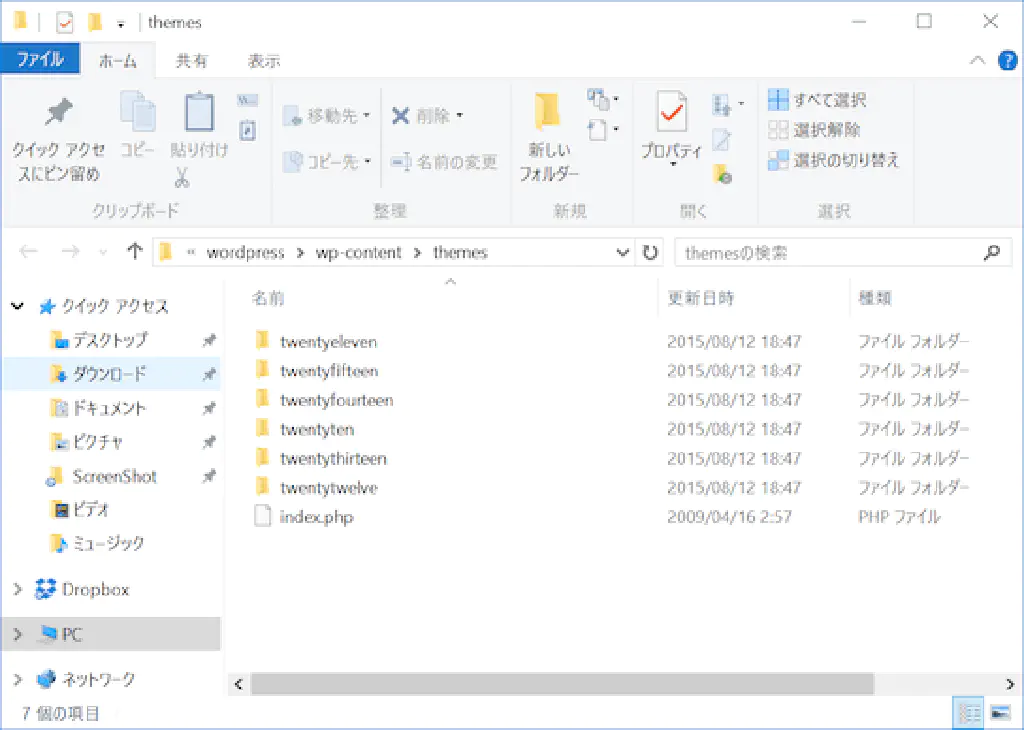 themes
ファイル ホーム 共有 表示
クイック アクセスにピン留め
コピー
貼り付け
クリップボード
移動先
コピー先
削除
名前の変更
整理
新しいフォルダー
新規
プロパティ
開く
すべて選択
選択解除
選択の切り替え
選択
« wordpress > wp-content > themes
themesの検索
クイック アクセス
デスクトップ
ダウンロード
ドキュメント
ピクチャ
ScreenShot
ビデオ
ミュージック
Dropbox
PC
ネットワーク
名前 更新日時 種類
twentyeleven 2015/08/12 18:47 ファイル フォルダー
twentyfifteen 2015/08/12 18:47 ファイル フォルダー
twentyfourteen 2015/08/12 18:47 ファイル フォルダー
twentyten 2015/08/12 18:47 ファイル フォルダー
twentythirteen 2015/08/12 18:47 ファイル フォルダー
twentytwelve 2015/08/12 18:47 ファイル フォルダー
index.php 2009/04/16 2:57 PHP ファイル
7 個の項目